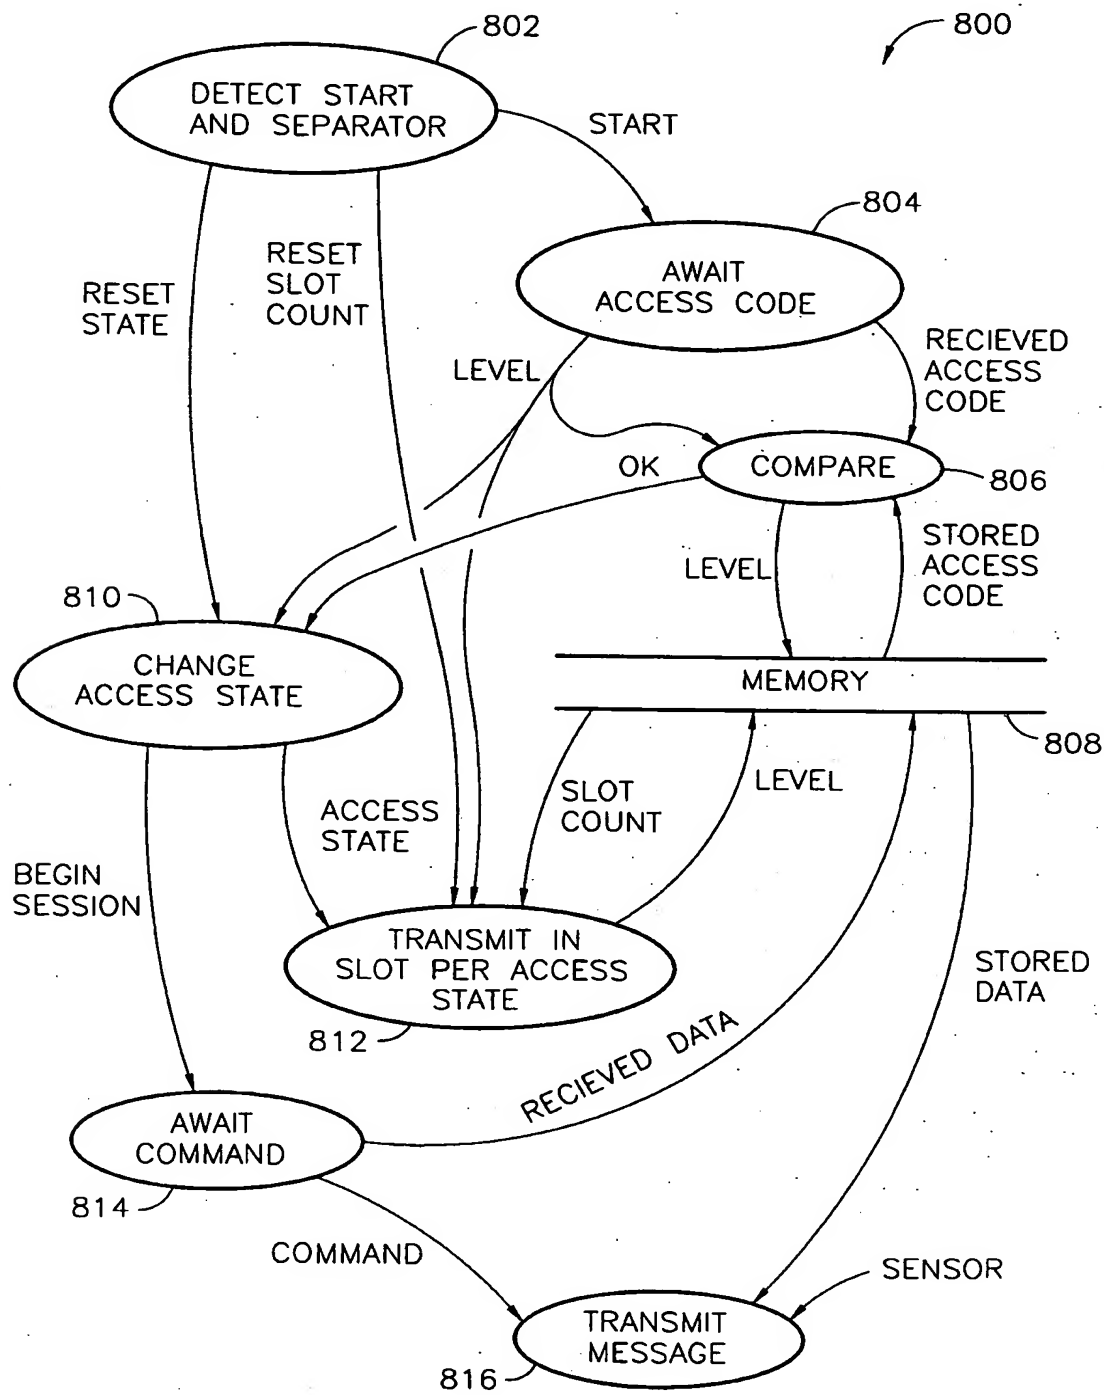 802
800
DETECT START
AND SEPARATOR
START
804
RESET
SLOT
COUNT
AWAIT
ACCESS CODE
RESET
STATE
RECIEVED
ACCESS
CODE
LEVEL
OK
COMPARE
806
STORED
ACCESS
CODE
LEVEL
810
CHANGE
ACCESS STATE
MEMORY
808
LEVEL
SLOT
COUNT
ACCESS
STATE
BEGIN
SESSION
TRANSMIT IN
SLOT PER ACCESS
STATE
STORED
DATA
812
RECIEVED DATA
AWAIT
COMMAND
814
COMMAND
SENSOR
TRANSMIT
MESSAGE
816